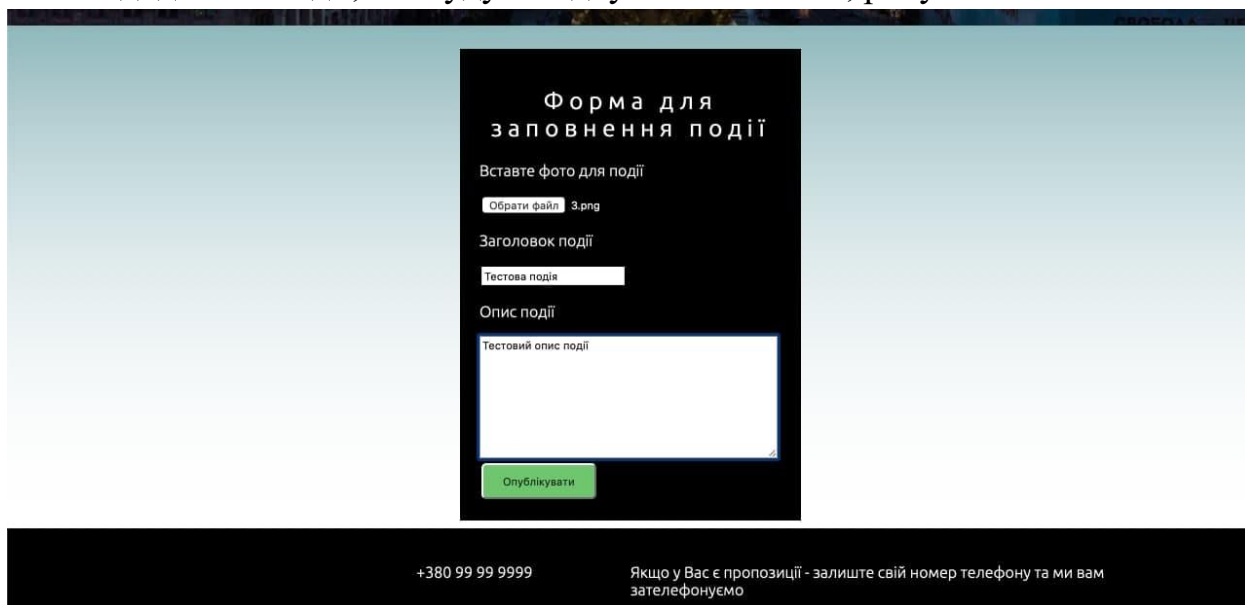 Форма для
заповнення події
Вставте фото для події
Обрати файл 3.png
Заголовок події
Тестова подія
Опис події
Тестовий опис події
Опублікувати
+380 99 99 9999
Якщо у Вас є пропозиції - залиште свій номер телефону та ми вам
зателефонуємо